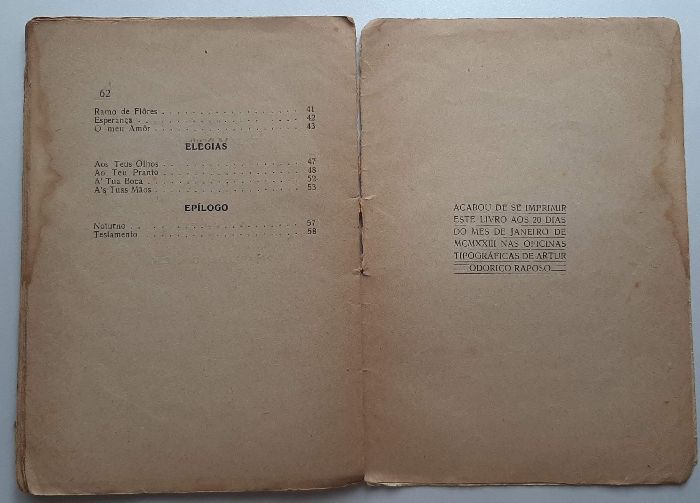 62
Ramo de Flôres . . . . . . . . . . . . . . . . . 41
Esperança . . . . . . . . . . . . . . . . . 42
O meu Amôr . . . . . . . . . . . . . . . . . 43
ELEGIAS
Aos Teus Ólhos . . . . . . . . . . . . . . . . . 47
Ao Teu Pranto . . . . . . . . . . . . . . . . . 48
A' Tua Boca . . . . . . . . . . . . . . . . . 52
A's Tuas Mãos . . . . . . . . . . . . . . . . . 53
EPÍLOGO
Noturno . . . . . . . . . . . . . . . . . 57
Testamento . . . . . . . . . . . . . . . . . 58
ACABOU DE SE IMPRIMIR
ESTE LIVRO AOS 20 DIAS
DO MÊS DE JANEIRO DE
MCMXXIII NAS OFICINAS
TIPOGRÁFICAS DE ARTUR
ODORICO RAPOSO